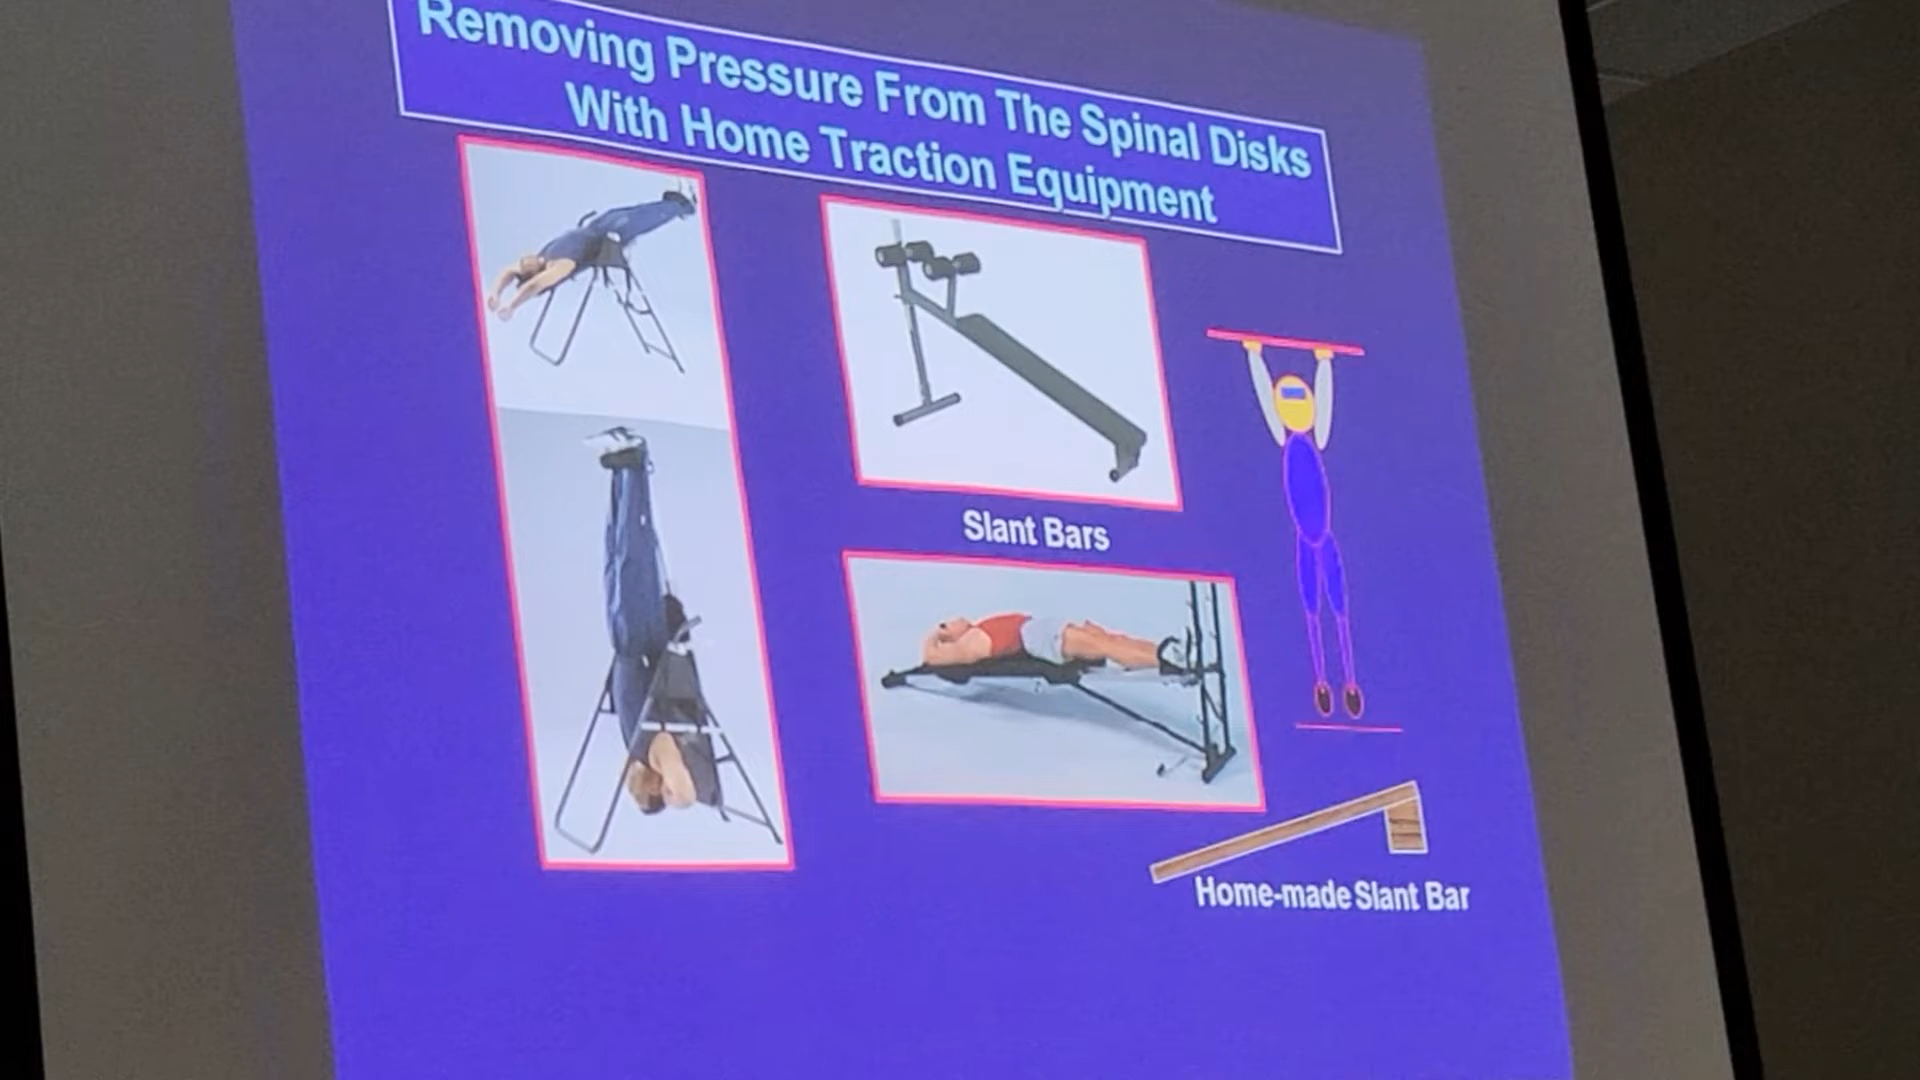 Removing Pressure From The Spinal Disks
With Home Traction Equipment
Slant Bars
Home-made Slant Bar